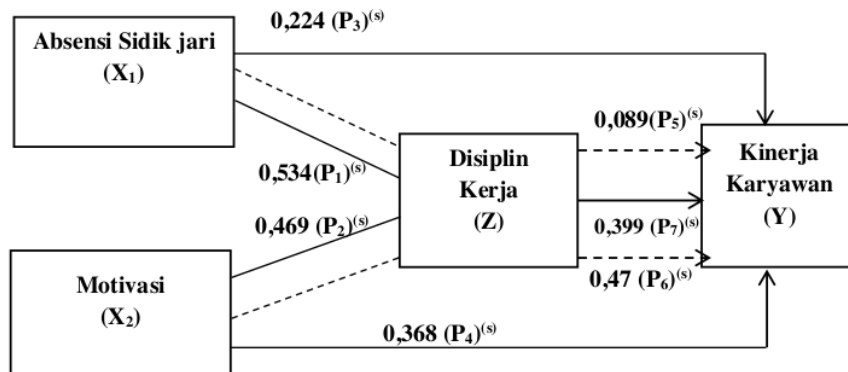 0,224 (P₃)⁽ˢ⁾
Absensi Sidik jari
(X₁)
0,089(P₅)⁽ˢ⁾
Disiplin
Kerja
(Z)
Kinerja
Karyawan
(Y)
0,534(P₁)⁽ˢ⁾
0,469 (P₂)⁽ˢ⁾
0,399 (P₇)⁽ˢ⁾
0,47 (P₆)⁽ˢ⁾
Motivasi
(X₂)
0,368 (P₄)⁽ˢ⁾